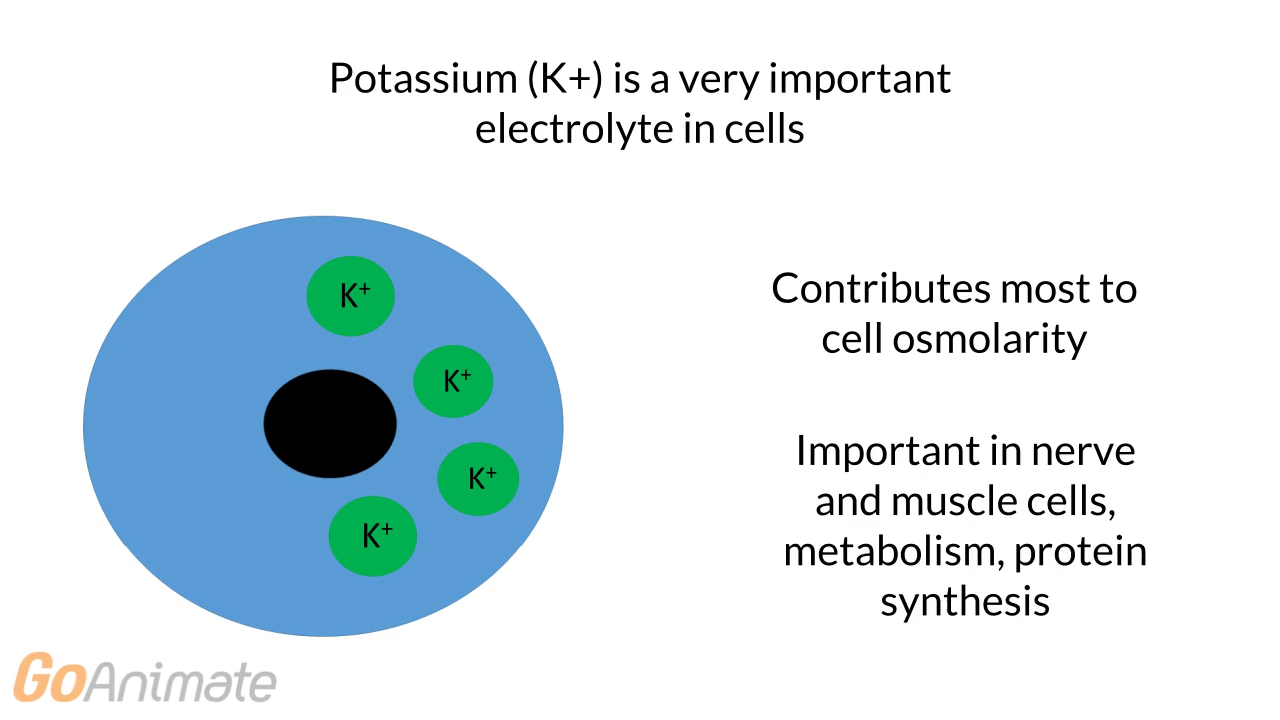 Potassium (K+) is a very important
electrolyte in cells
K+
K+
K+
K+
Contributes most to
cell osmolarity
Important in nerve
and muscle cells,
metabolism, protein
synthesis
GoAnimate